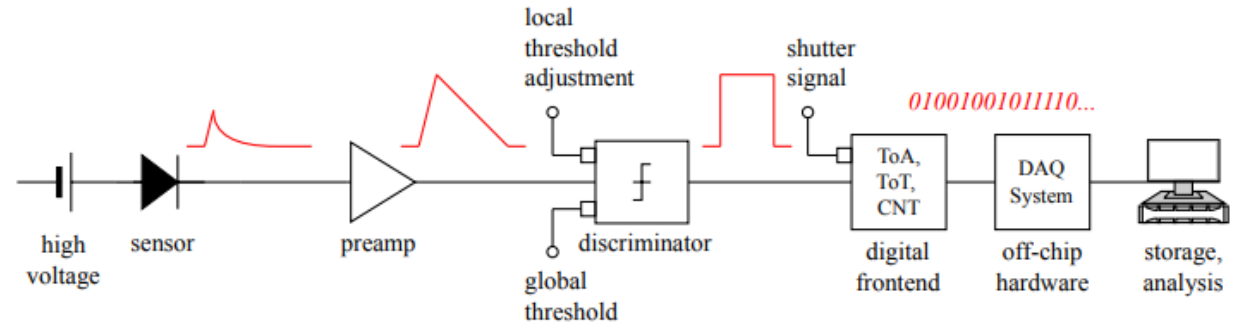 local
threshold
adjustment
shutter
signal
01001001011110...
ToA,
ToT,
CNT
DAQ
System
high
voltage
sensor
preamp
discriminator
global
threshold
digital
frontend
off-chip
hardware
storage,
analysis